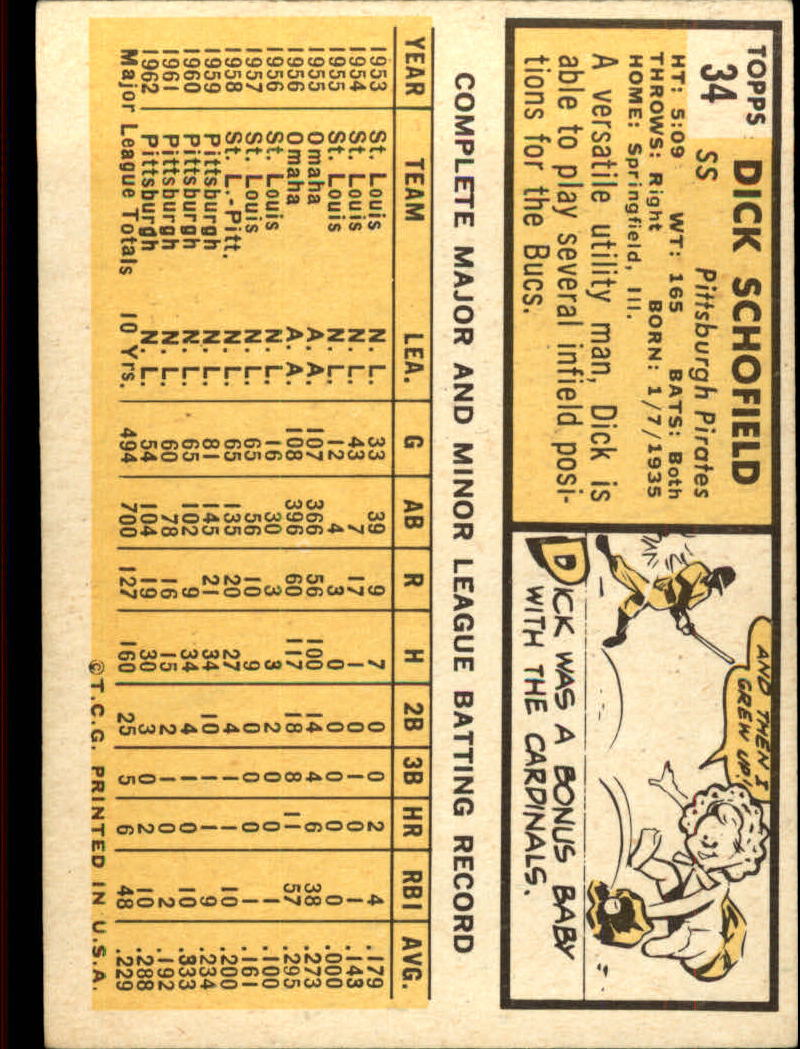 TOPPS
34
DICK SCHOFIELD
SS Pittsburgh Pirates
HT: 5:09 WT: 165 BATS: Both
THROWS: Right BORN: 1/7/1935
HOME: Springfield, Ill.
A versatile utility man, Dick is
able to play several infield posi-
tions for the Bucs.
AND THEN I
GREW UP!
DICK WAS A BONUS BABY
WITH THE CARDINALS.
COMPLETE MAJOR AND MINOR LEAGUE BATTING RECORD
YEAR TEAM LEA. G AB R H 2B 3B HR RBI AVG.
1953 St. Louis N. L. 33 39 9 7 0 0 2 4 .179
1954 St. Louis N. L. 43 7 17 1 0 1 0 1 .143
1955 St. Louis N. L. 12 4 3 0 0 0 0 0 .000
1955 Omaha A. A. 107 366 56 100 14 4 6 38 .273
1956 Omaha A. A. 108 396 60 117 18 8 11 57 .295
1956 St. Louis N. L. 16 30 3 3 2 0 0 1 .100
1957 St. Louis N. L. 65 56 10 9 0 0 0 1 .161
1958 St. L.-Pitt. N. L. 65 135 20 27 4 1 1 10 .200
1959 Pittsburgh N. L. 81 145 21 34 10 1 1 9 .234
1960 Pittsburgh N. L. 65 102 9 34 4 1 0 10 .333
1961 Pittsburgh N. L. 60 78 16 15 2 1 0 2 .192
1962 Pittsburgh N. L. 54 104 19 30 3 0 2 10 .288
Major League Totals 10 Yrs. 494 700 127 160 25 5 6 48 .229
©T.C.G. PRINTED IN U.S.A.